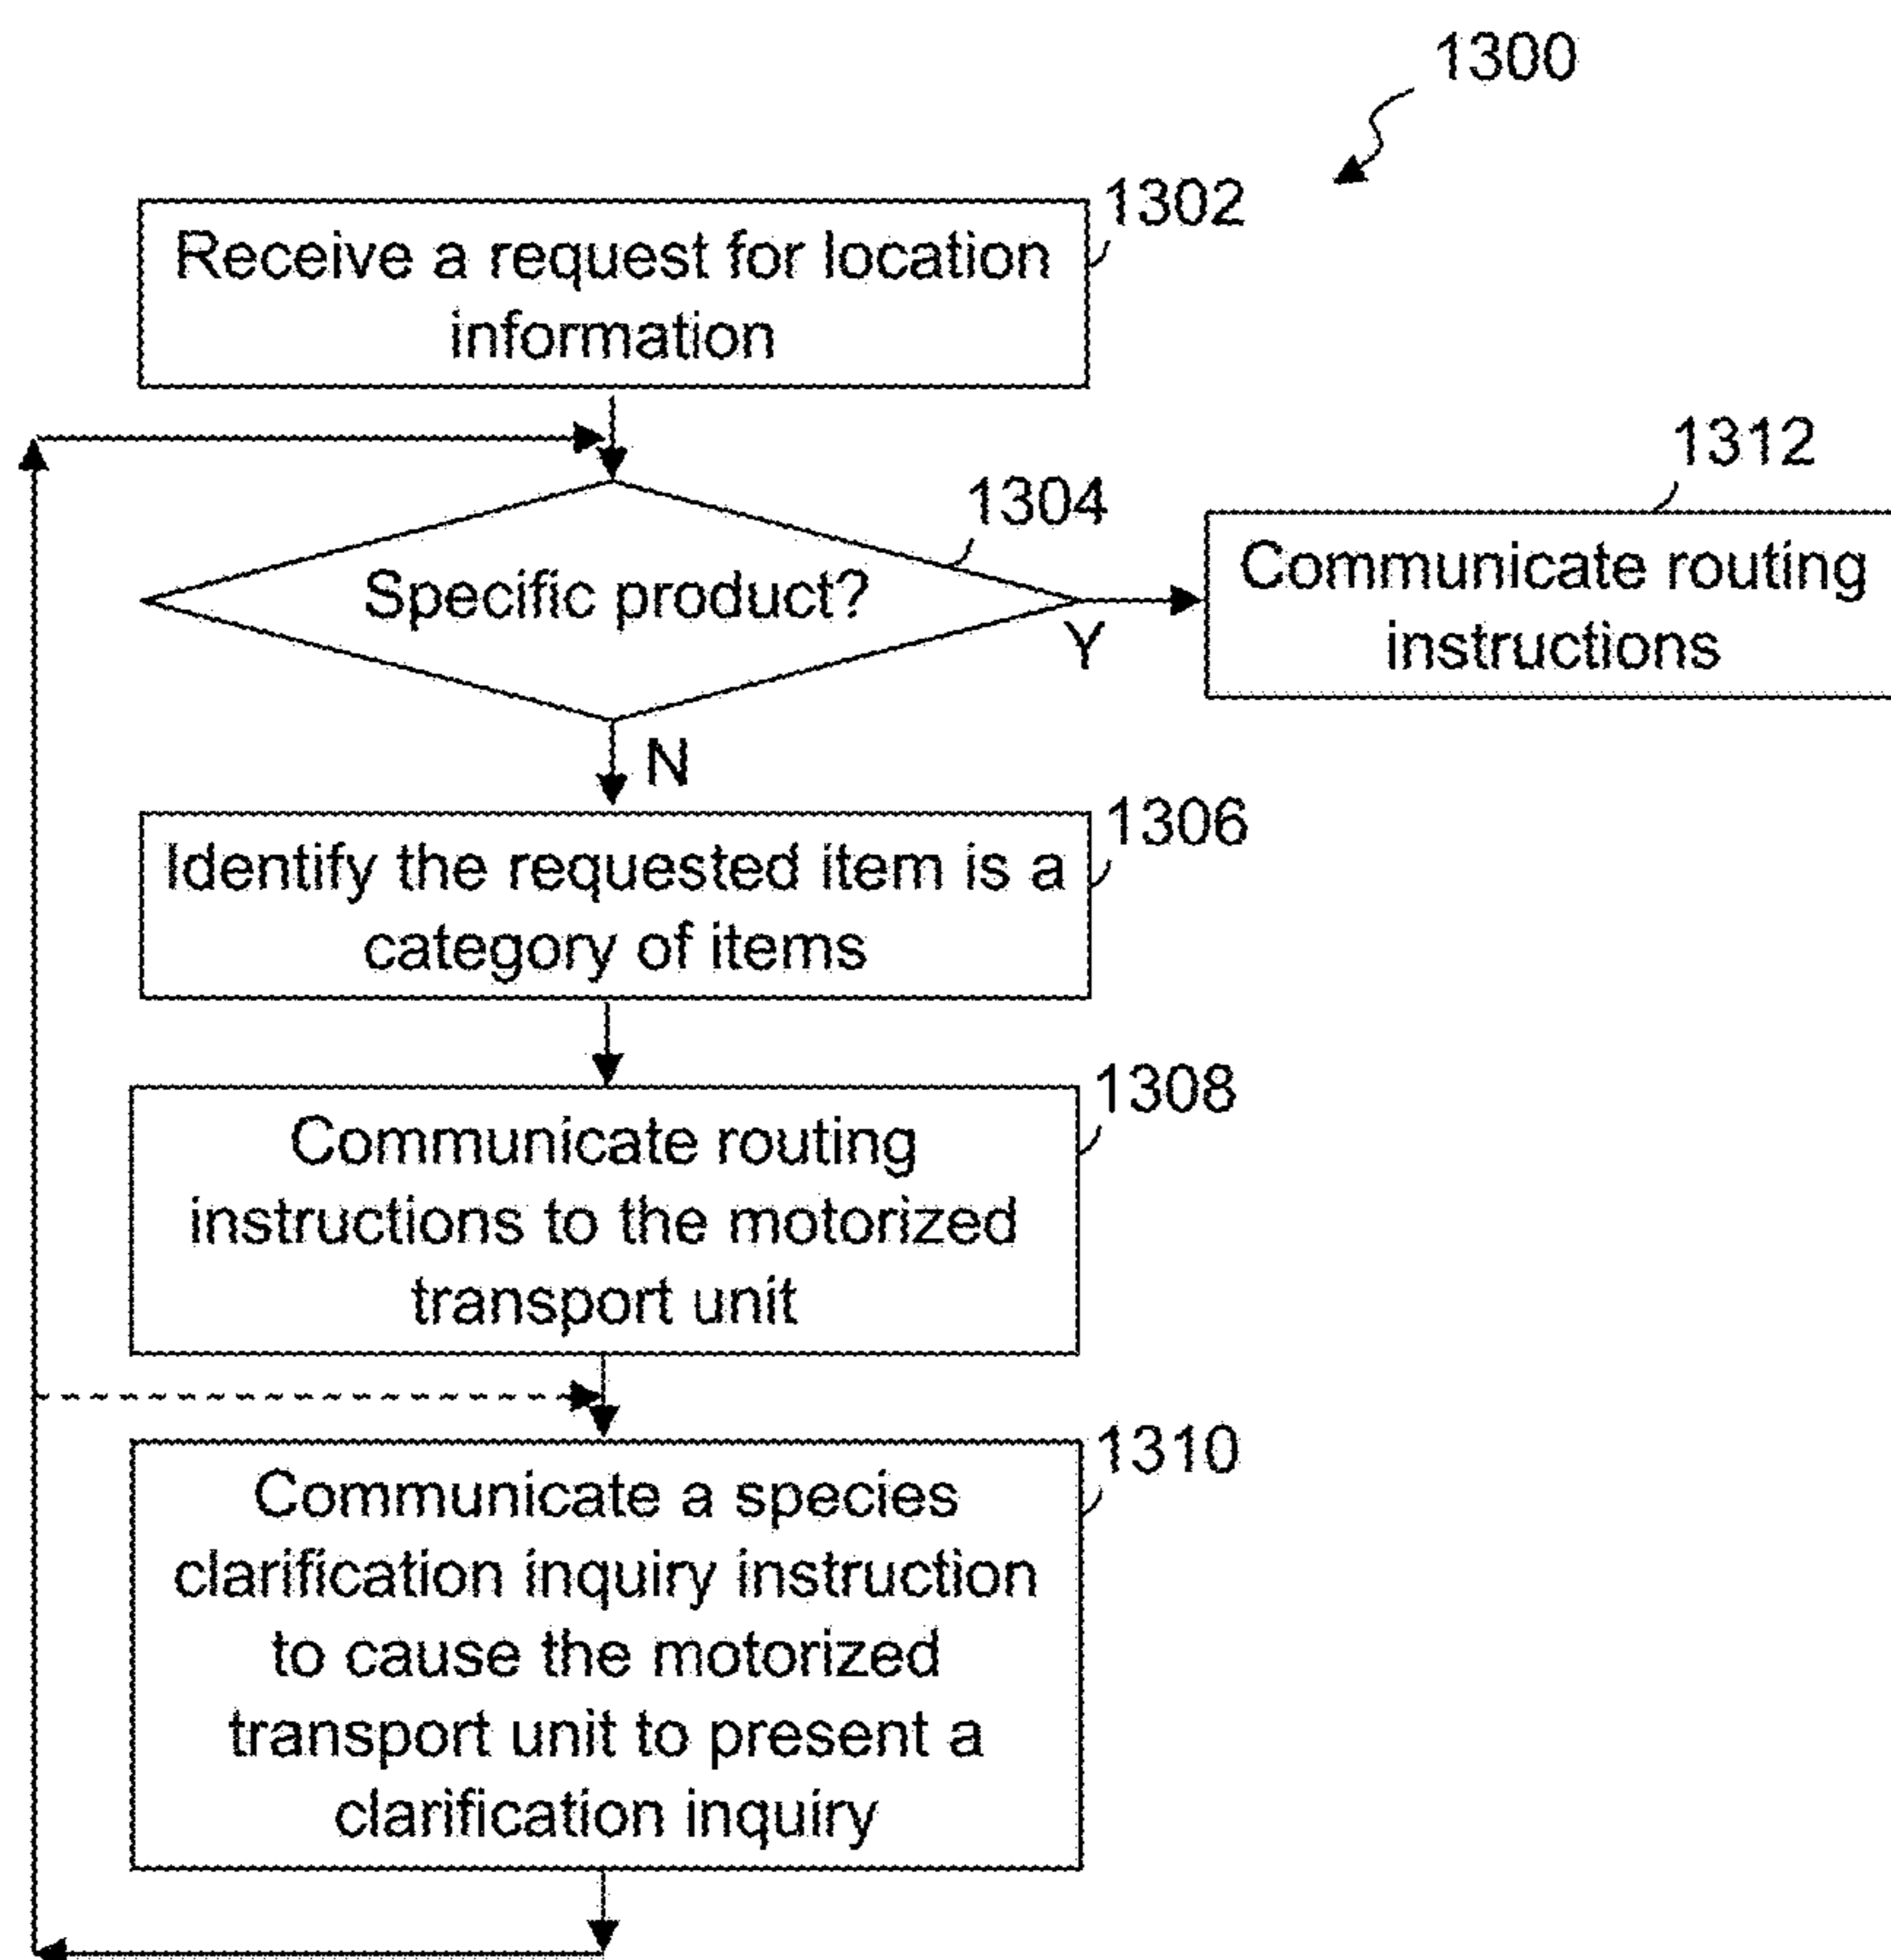 1300
1302
Receive a request for location
information
1304
Specific product?
Y
1312
Communicate routing
instructions
N
1306
Identify the requested item is a
category of items
1308
Communicate routing
instructions to the motorized
transport unit
1310
Communicate a species
clarification inquiry instruction
to cause the motorized
transport unit to present a
clarification inquiry